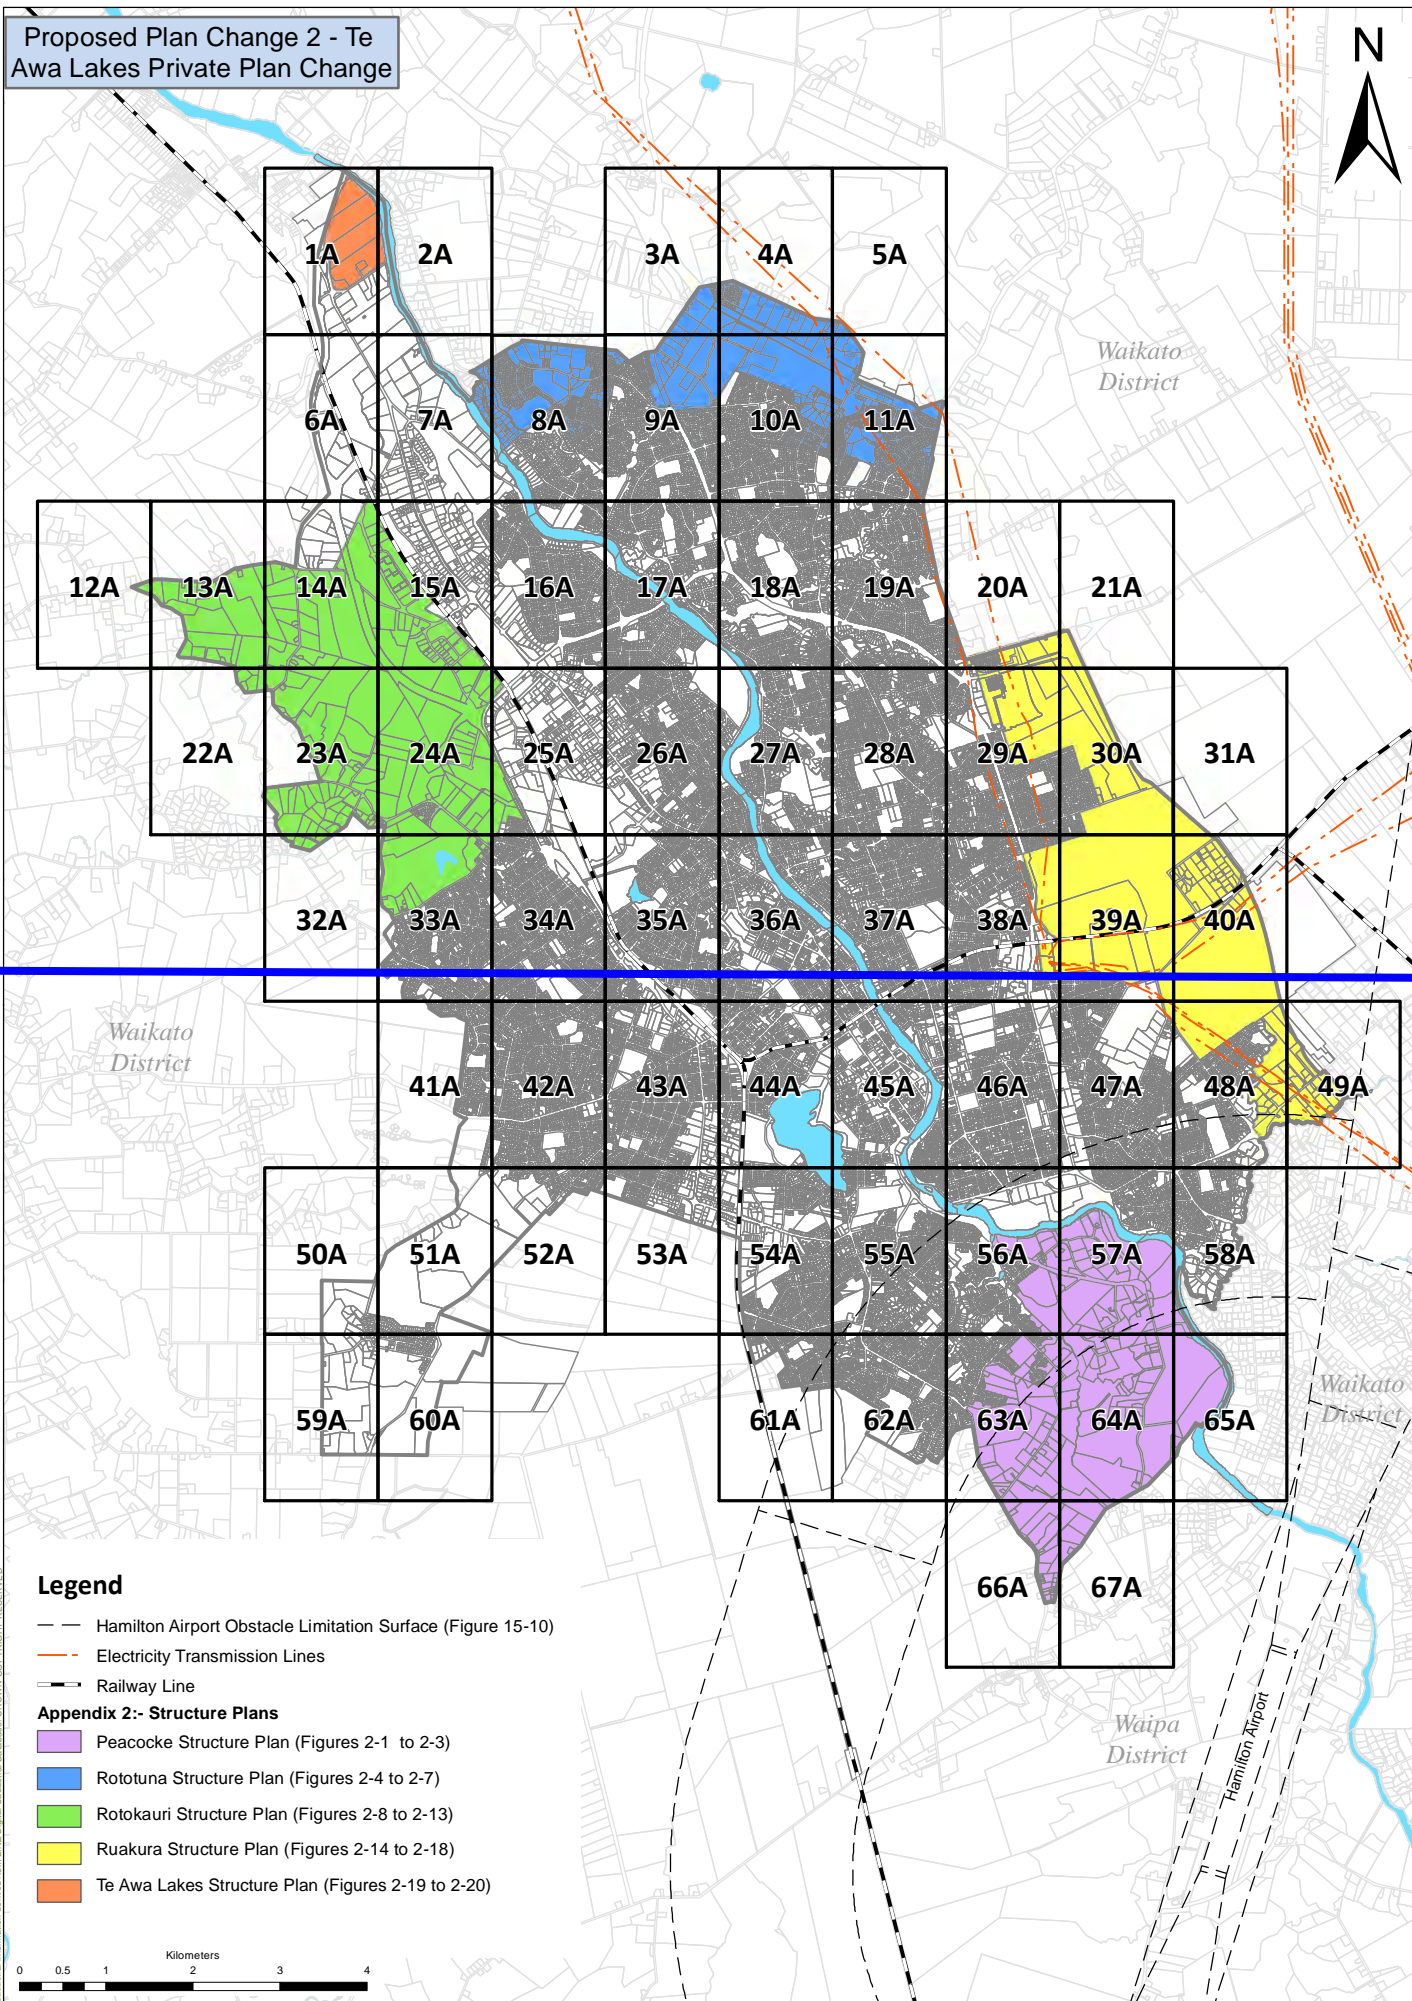 Proposed Plan Change 2 - Te
Awa Lakes Private Plan Change
N
1A 2A 3A 4A 5A
Waikato
District
6A 7A 8A 9A 10A 11A
12A 13A 14A 15A 16A 17A 18A 19A 20A 21A
22A 23A 24A 25A 26A 27A 28A 29A 30A 31A
32A 33A 34A 35A 36A 37A 38A 39A 40A
Waikato
District
41A 42A 43A 44A 45A 46A 47A 48A 49A
50A 51A 52A 53A 54A 55A 56A 57A 58A
Waikato
District
59A 60A 61A 62A 63A 64A 65A
66A 67A
Waipa
District
Hamilton Airport
Legend
Hamilton Airport Obstacle Limitation Surface (Figure 15-10)
Electricity Transmission Lines
Railway Line
Appendix 2:- Structure Plans
Peacocke Structure Plan (Figures 2-1 to 2-3)
Rototuna Structure Plan (Figures 2-4 to 2-7)
Rotokauri Structure Plan (Figures 2-8 to 2-13)
Ruakura Structure Plan (Figures 2-14 to 2-18)
Te Awa Lakes Structure Plan (Figures 2-19 to 2-20)
Kilometers
0 0.5 1 2 3 4